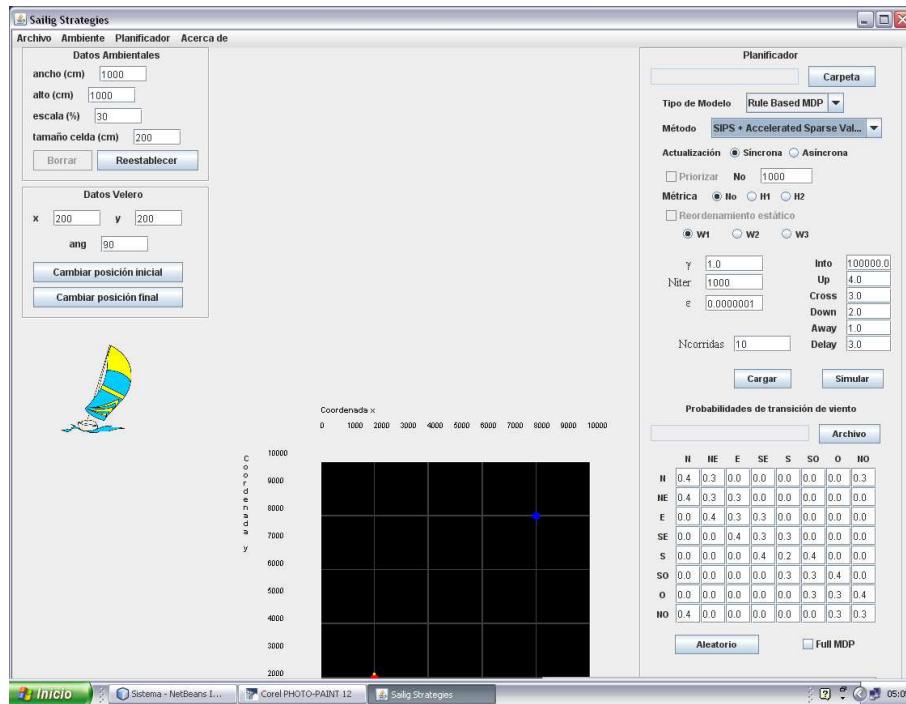 Sailig Strategies
Archivo Ambiente Planificador Acerca de
Datos Ambientales
ancho (cm) 1000
alto (cm) 1000
escala (%) 30
tamaño celda (cm) 200
Borrar Reestablecer
Datos Velero
x 200 y 200
ang 90
Cambiar posición inicial
Cambiar posición final
Coordenada x
0 1000 2000 3000 4000 5000 6000 7000 8000 9000 10000
Coordenada y
10000
9000
8000
7000
6000
5000
4000
3000
2000
Planificador
Carpeta
Tipo de Modelo Rule Based MDP
Método SIPS + Accelerated Sparse Val...
Actualización Síncrona Asíncrona
Priorizar No 1000
Métrica No H1 H2
Reordenamiento estático
W1 W2 W3
γ 1.0 Into 100000.0
Niter 1000 Up 4.0
Cross 3.0
ε 0.0000001
Down 2.0
Away 1.0
Ncorridas 10 Delay 3.0
Cargar Simular
Probabilidades de transición de viento
Archivo
N NE E SE S SO O NO
N 0.4 0.3 0.0 0.0 0.0 0.0 0.0 0.3
NE 0.4 0.3 0.3 0.0 0.0 0.0 0.0 0.0
E 0.0 0.4 0.3 0.3 0.0 0.0 0.0 0.0
SE 0.0 0.0 0.4 0.3 0.3 0.0 0.0 0.0
S 0.0 0.0 0.0 0.4 0.2 0.4 0.0 0.0
SO 0.0 0.0 0.0 0.0 0.3 0.3 0.4 0.0
O 0.0 0.0 0.0 0.0 0.0 0.3 0.3 0.4
NO 0.4 0.0 0.0 0.0 0.0 0.0 0.3 0.3
Aleatorio Full MDP
Inicio Sistema - NetBeans I... Corel PHOTO-PAINT 12 Sailig Strategies